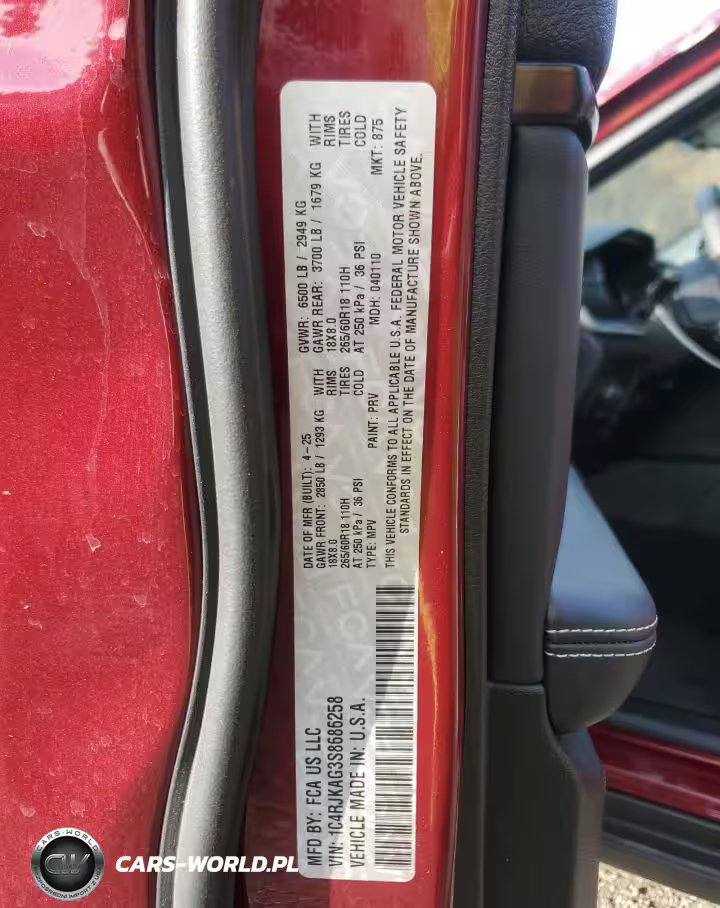 MFD BY: FCA US LLC
VIN: 1C4RJKAG3S8686258
VEHICLE MADE IN: U.S.A.
DATE OF MFR (BUILT): 4-25
GAWR FRONT: 2850 LB / 1293 KG WITH
18X8.0 RIMS
265/60R18 110H TIRES
AT 250 kPa / 36 PSI COLD
TYPE: MPV PAINT: PRV
GVWR: 6500 LB / 2949 KG
GAWR REAR: 3700 LB / 1679 KG WITH
18X8.0 RIMS
265/60R18 110H TIRES
AT 250 kPa / 36 PSI COLD
MDH: 040110 MKT: 875
THIS VEHICLE CONFORMS TO ALL APPLICABLE U.S.A. FEDERAL MOTOR VEHICLE SAFETY
STANDARDS IN EFFECT ON THE DATE OF MANUFACTURE SHOWN ABOVE.
CARS-WORLD
CW
CARS-WORLD.PL